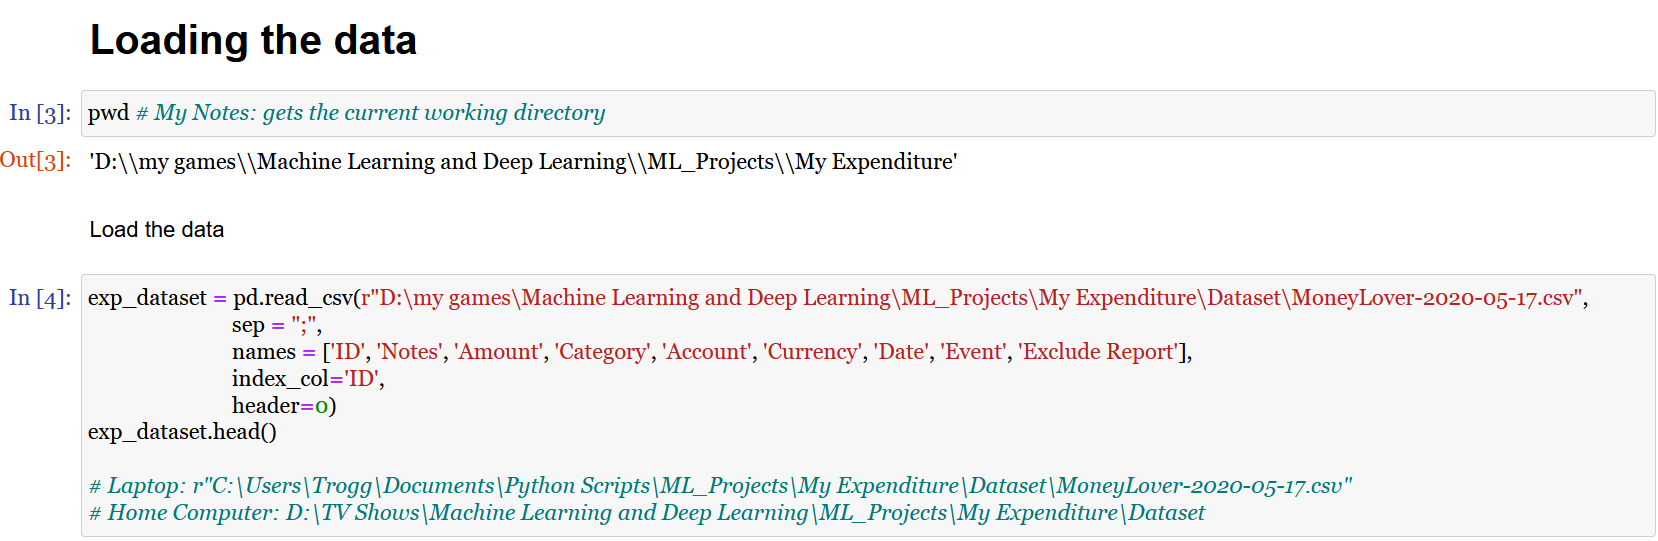 Loading the data
In [3]: pwd # My Notes: gets the current working directory
Out[3]: 'D:\\my games\\Machine Learning and Deep Learning\\ML_Projects\\My Expenditure'
Load the data
In [4]: exp_dataset = pd.read_csv(r"D:\my games\Machine Learning and Deep Learning\ML_Projects\My Expenditure\Dataset\MoneyLover-2020-05-17.csv",
sep = ";",
names = ['ID', 'Notes', 'Amount', 'Category', 'Account', 'Currency', 'Date', 'Event', 'Exclude Report'],
index_col='ID',
header=0)
exp_dataset.head()
# Laptop: r"C:\Users\Trogg\Documents\Python Scripts\ML_Projects\My Expenditure\Dataset\MoneyLover-2020-05-17.csv"
# Home Computer: D:\TV Shows\Machine Learning and Deep Learning\ML_Projects\My Expenditure\Dataset